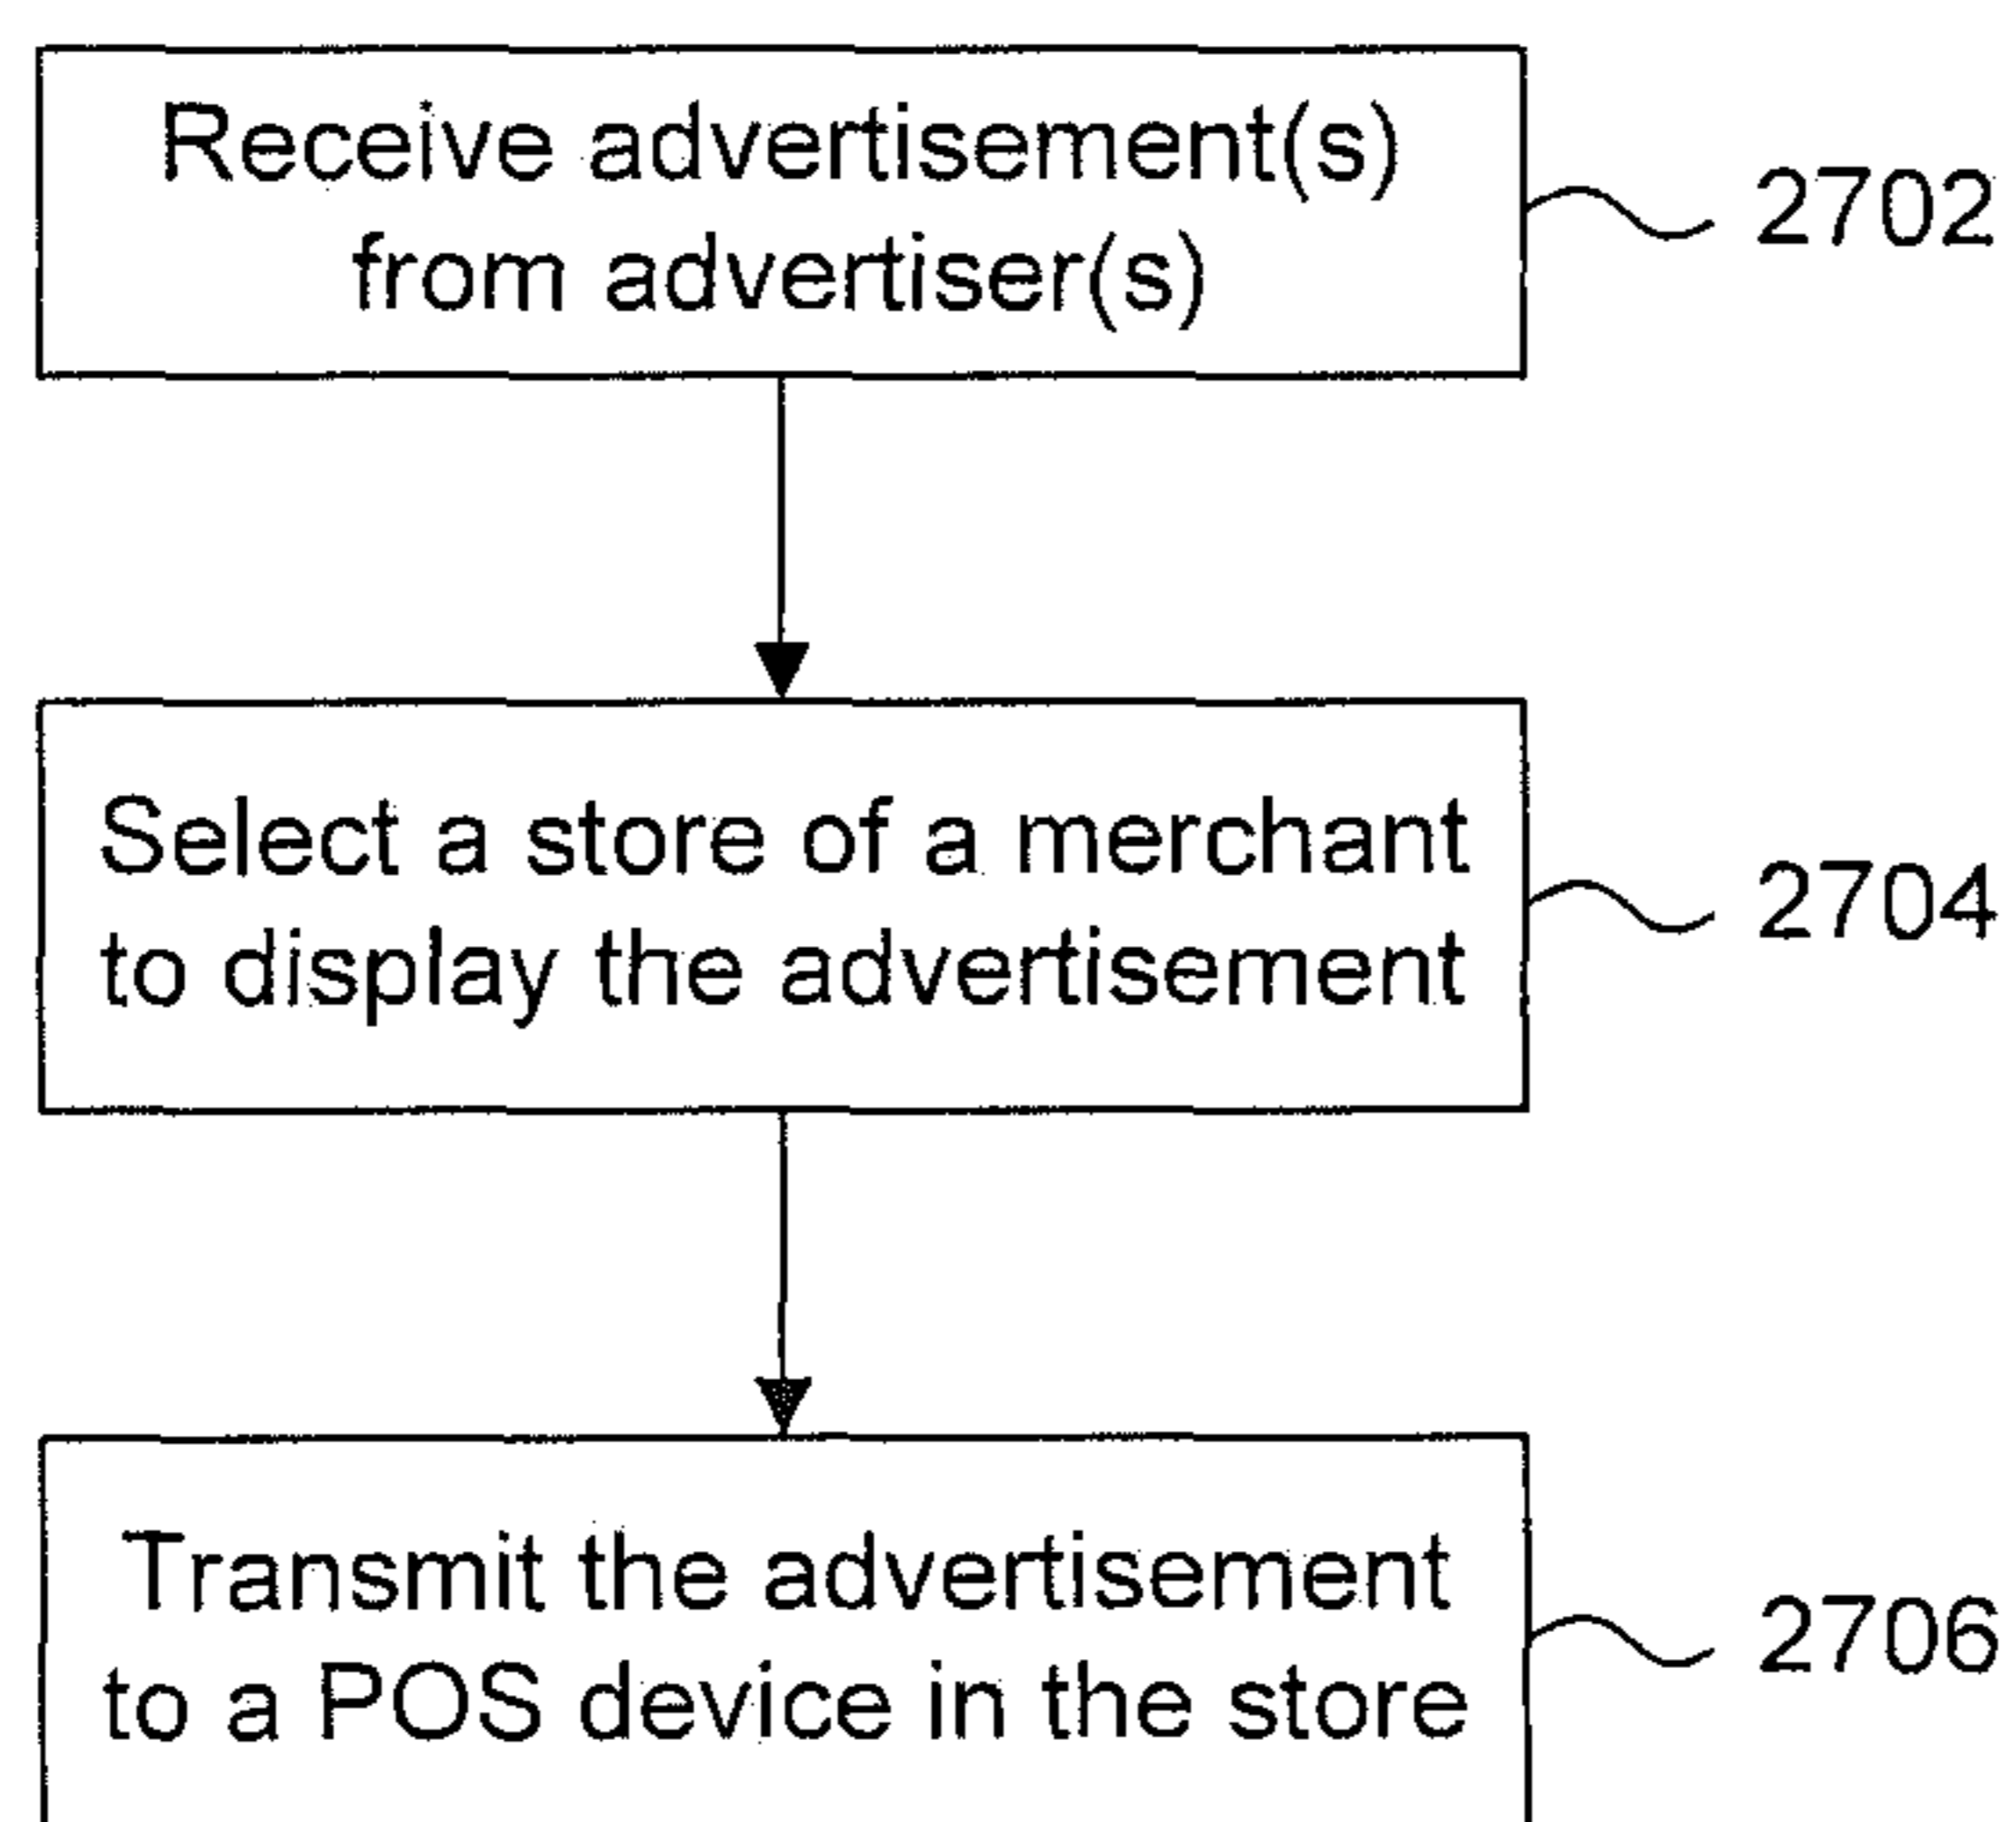 Receive advertisement(s)
from advertiser(s)
2702
Select a store of a merchant
to display the advertisement
2704
Transmit the advertisement
to a POS device in the store
2706